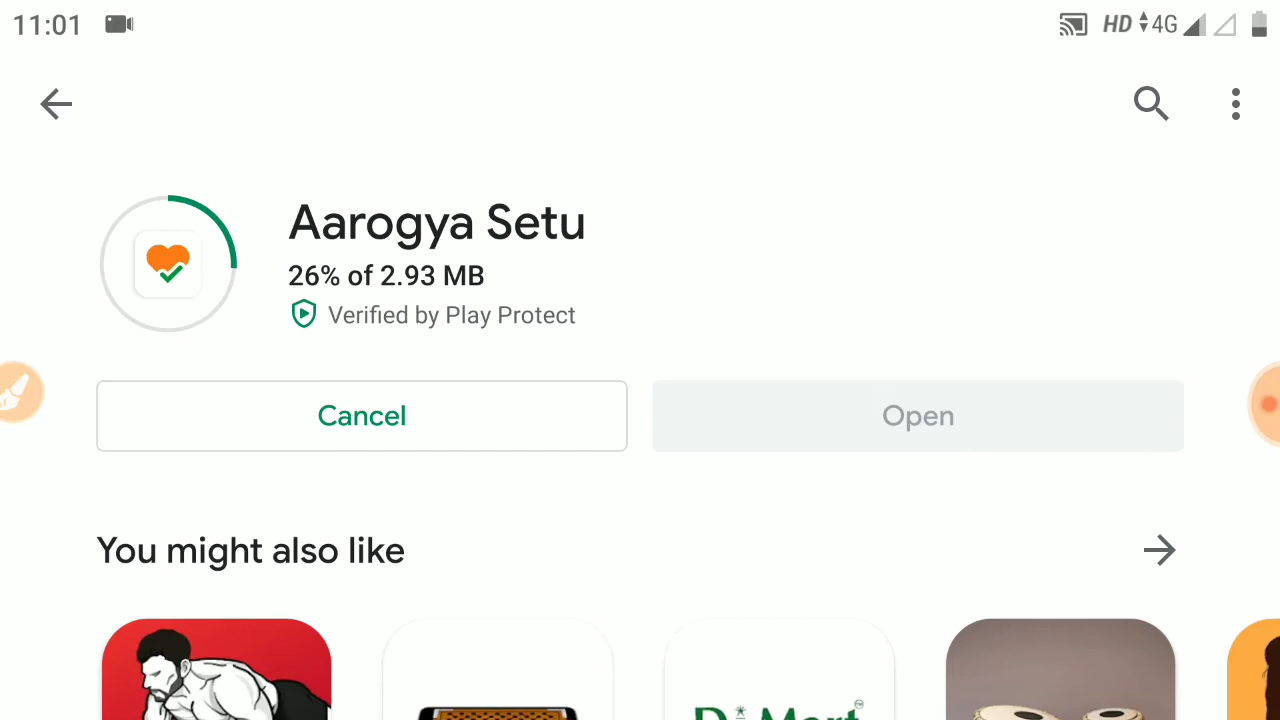 11:01
HD 4G
Aarogya Setu
26% of 2.93 MB
Verified by Play Protect
Cancel
Open
You might also like
D Mart